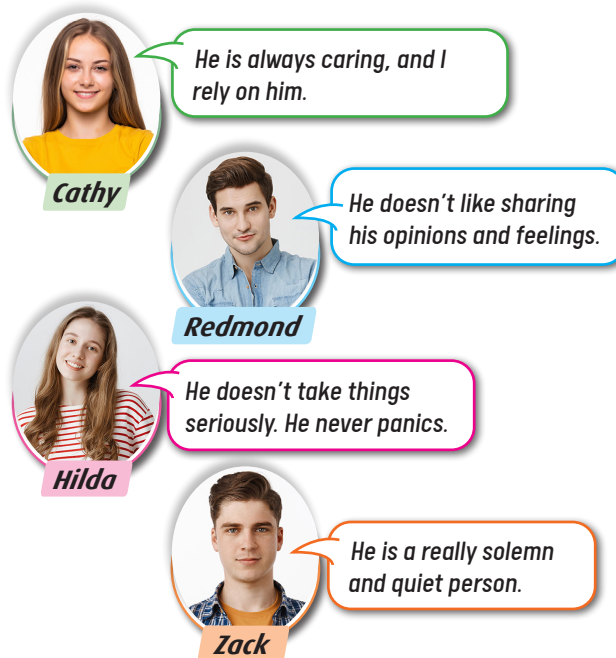 He is always caring, and I
rely on him.
Cathy
He doesn't like sharing
his opinions and feelings.
Redmond
He doesn't take things
seriously. He never panics.
Hilda
He is a really solemn
and quiet person.
Zack